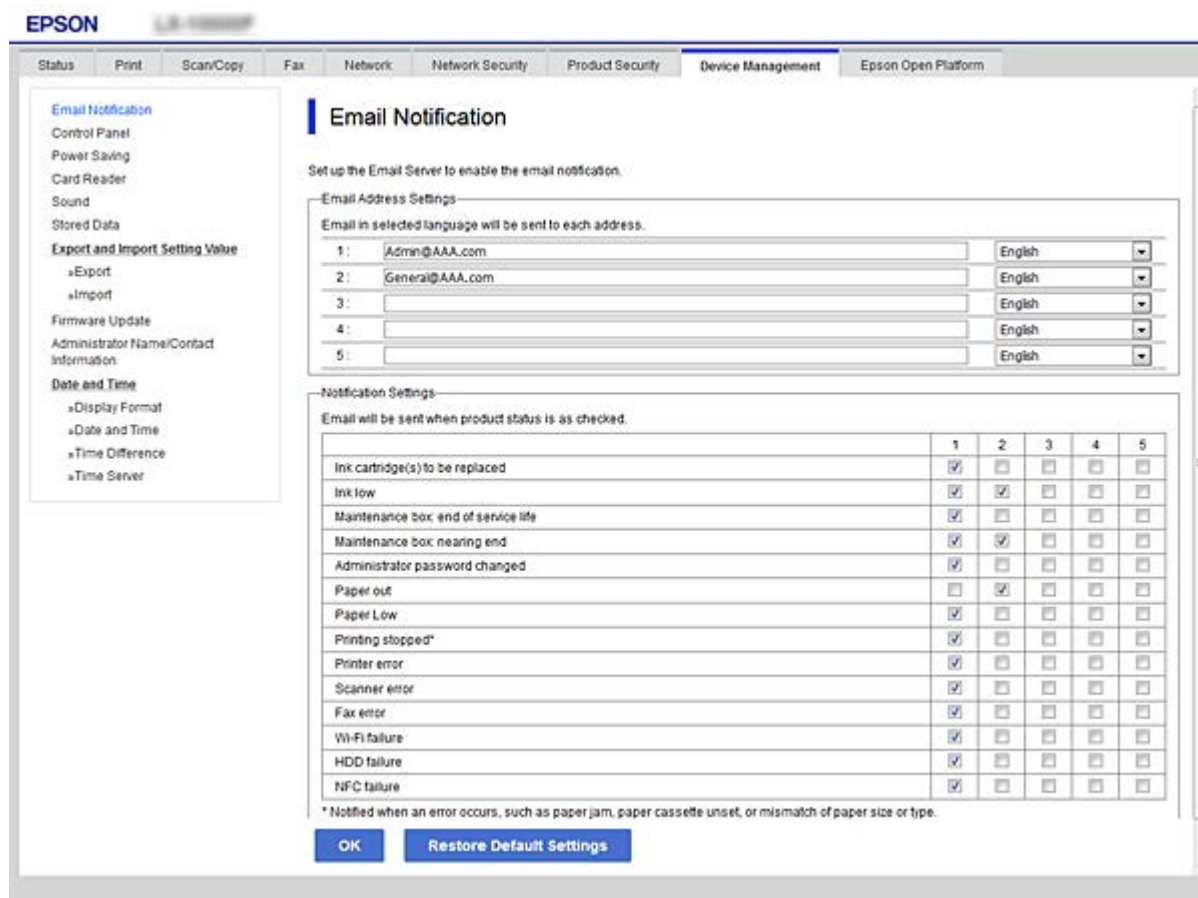 EPSON
Status Print Scan/Copy Fax Network Network Security Product Security Device Management Epson Open Platform
Email Notification
Control Panel
Power Saving
Card Reader
Sound
Stored Data
Export and Import Setting Value
»Export
»Import
Firmware Update
Administrator Name/Contact
Information
Date and Time
»Display Format
»Date and Time
»Time Difference
»Time Server
Email Notification
Set up the Email Server to enable the email notification.
Email Address Settings
Email in selected language will be sent to each address.
1 : Admin@AAA.com English
2 : General@AAA.com English
3 : English
4 : English
5 : English
Notification Settings
Email will be sent when product status is as checked.
1 2 3 4 5
Ink cartridge(s) to be replaced
Ink low
Maintenance box: end of service life
Maintenance box: nearing end
Administrator password changed
Paper out
Paper Low
Printing stopped*
Printer error
Scanner error
Fax error
Wi-Fi failure
HDD failure
NFC failure
* Notified when an error occurs, such as paper jam, paper cassette unset, or mismatch of paper size or type.
OK Restore Default Settings